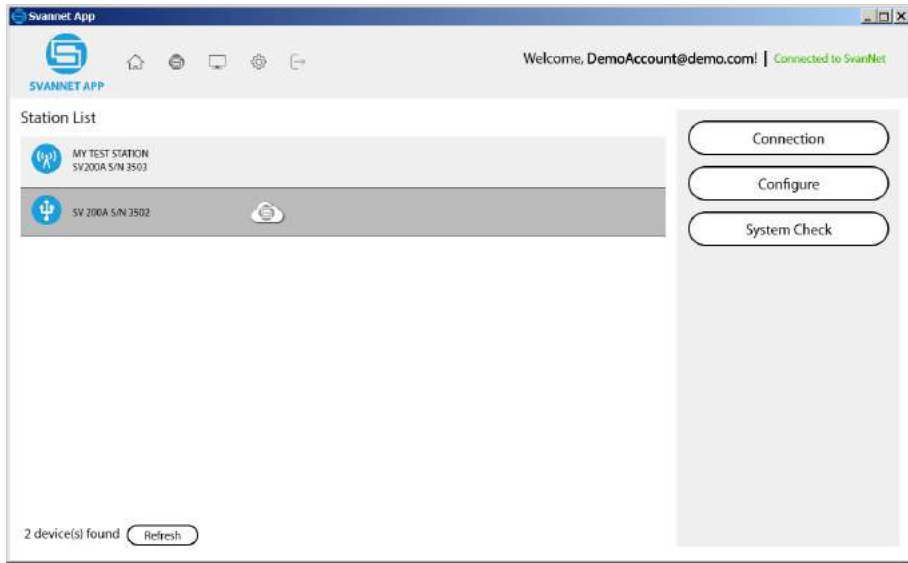 Svannet App
SVANNET APP
Welcome, DemoAccount@demo.com! | Connected to SvanNet
Station List
MY TEST STATION
SV200A S/N 3503
SV 200A S/N 3502
Connection
Configure
System Check
2 device(s) found Refresh